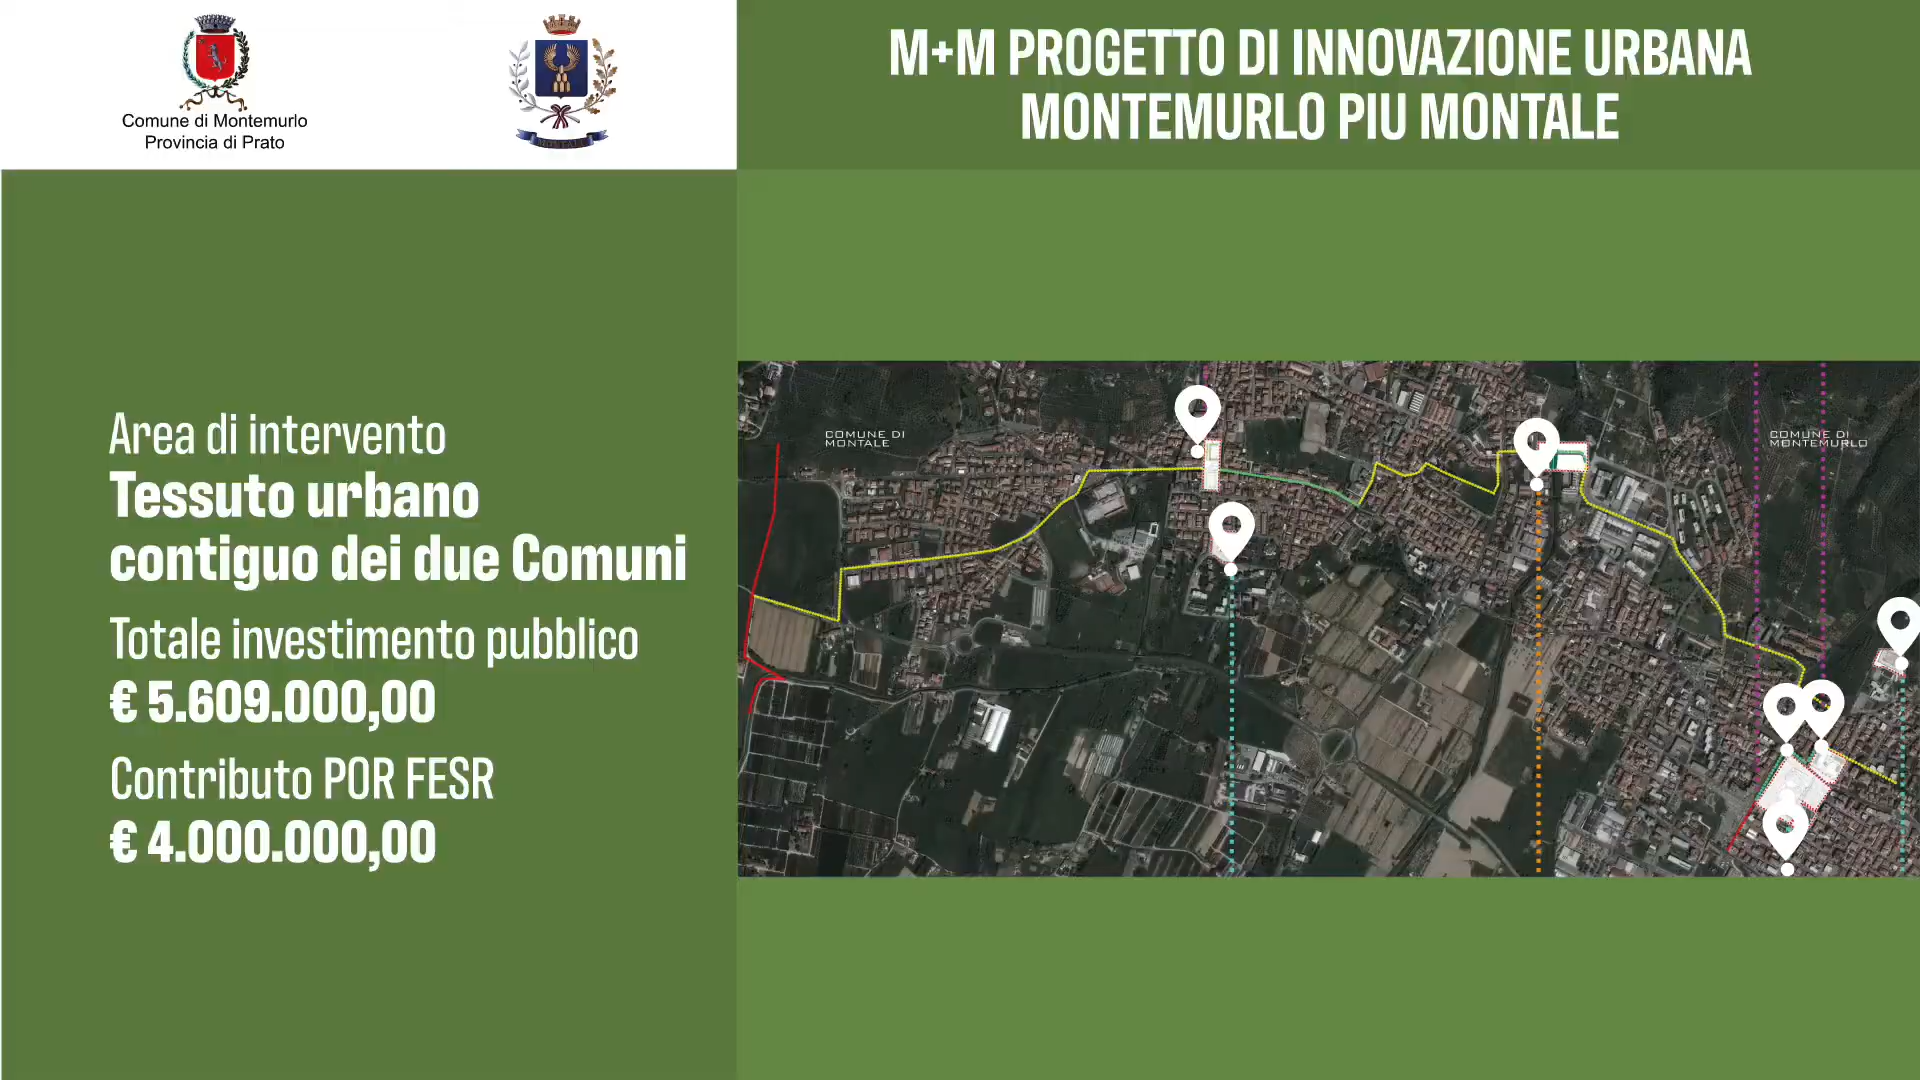 Comune di Montemurlo
Provincia di Prato
MONTALE
M+M PROGETTO DI INNOVAZIONE URBANA
MONTEMURLO PIU MONTALE
Area di intervento
Tessuto urbano
contiguo dei due Comuni
Totale investimento pubblico
€ 5.609.000,00
Contributo POR FESR
€ 4.000.000,00
COMUNE DI
MONTALE
COMUNE DI
MONTEMURLO